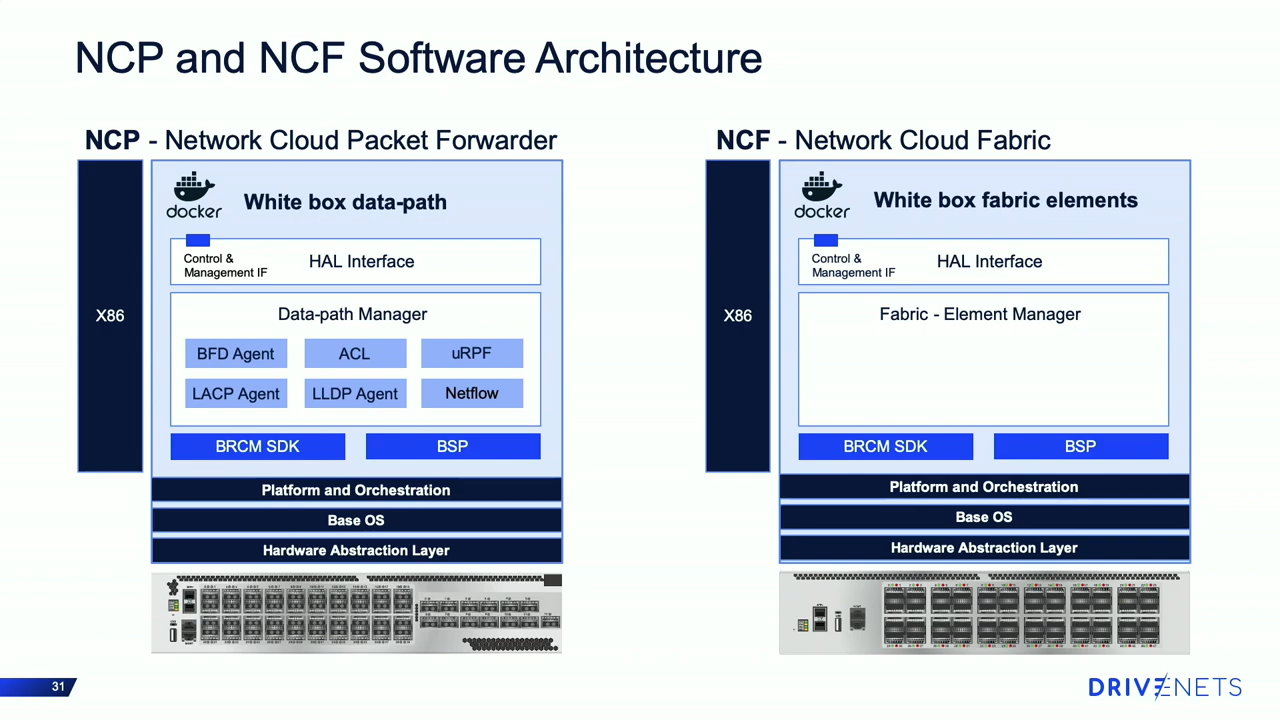 NCP and NCF Software Architecture
NCP - Network Cloud Packet Forwarder
X86
docker
White box data-path
Control &
Management IF
HAL Interface
Data-path Manager
BFD Agent
ACL
uRPF
LACP Agent
LLDP Agent
Netflow
BRCM SDK
BSP
Platform and Orchestration
Base OS
Hardware Abstraction Layer
NCF - Network Cloud Fabric
X86
docker
White box fabric elements
Control &
Management IF
HAL Interface
Fabric - Element Manager
BRCM SDK
BSP
Platform and Orchestration
Base OS
Hardware Abstraction Layer
31
DRIVENETS